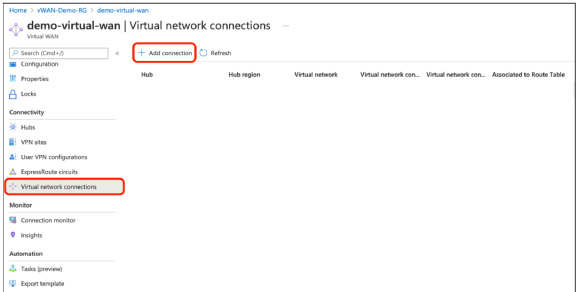 Home > vWAN-Demo-RG > demo-virtual-wan
demo-virtual-wan | Virtual network connections ...
Virtual WAN
Search (Cmd+/) «
+ Add connection
Refresh
Configuration
Properties
Locks
Connectivity
Hubs
VPN sites
User VPN configurations
ExpressRoute circuits
Virtual network connections
Monitor
Connection monitor
Insights
Automation
Tasks (preview)
Export template
Hub Hub region Virtual network Virtual network con... Virtual network con... Associated to Route Table